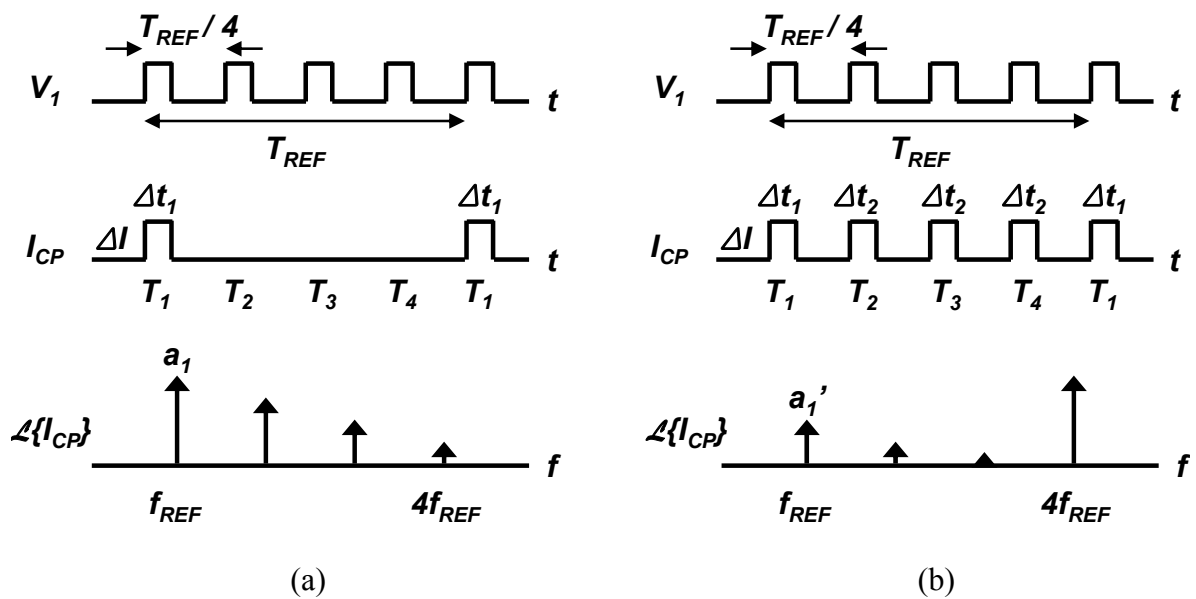 T_REF / 4
V_1 t
T_REF
Δt_1 Δt_1
I_CP ΔI t
T_1 T_2 T_3 T_4 T_1
a_1
ℒ{I_CP} f
f_REF 4f_REF
(a)
T_REF / 4
V_1 t
T_REF
Δt_1 Δt_2 Δt_2 Δt_2 Δt_1
I_CP ΔI t
T_1 T_2 T_3 T_4 T_1
a_1'
ℒ{I_CP} f
f_REF 4f_REF
(b)